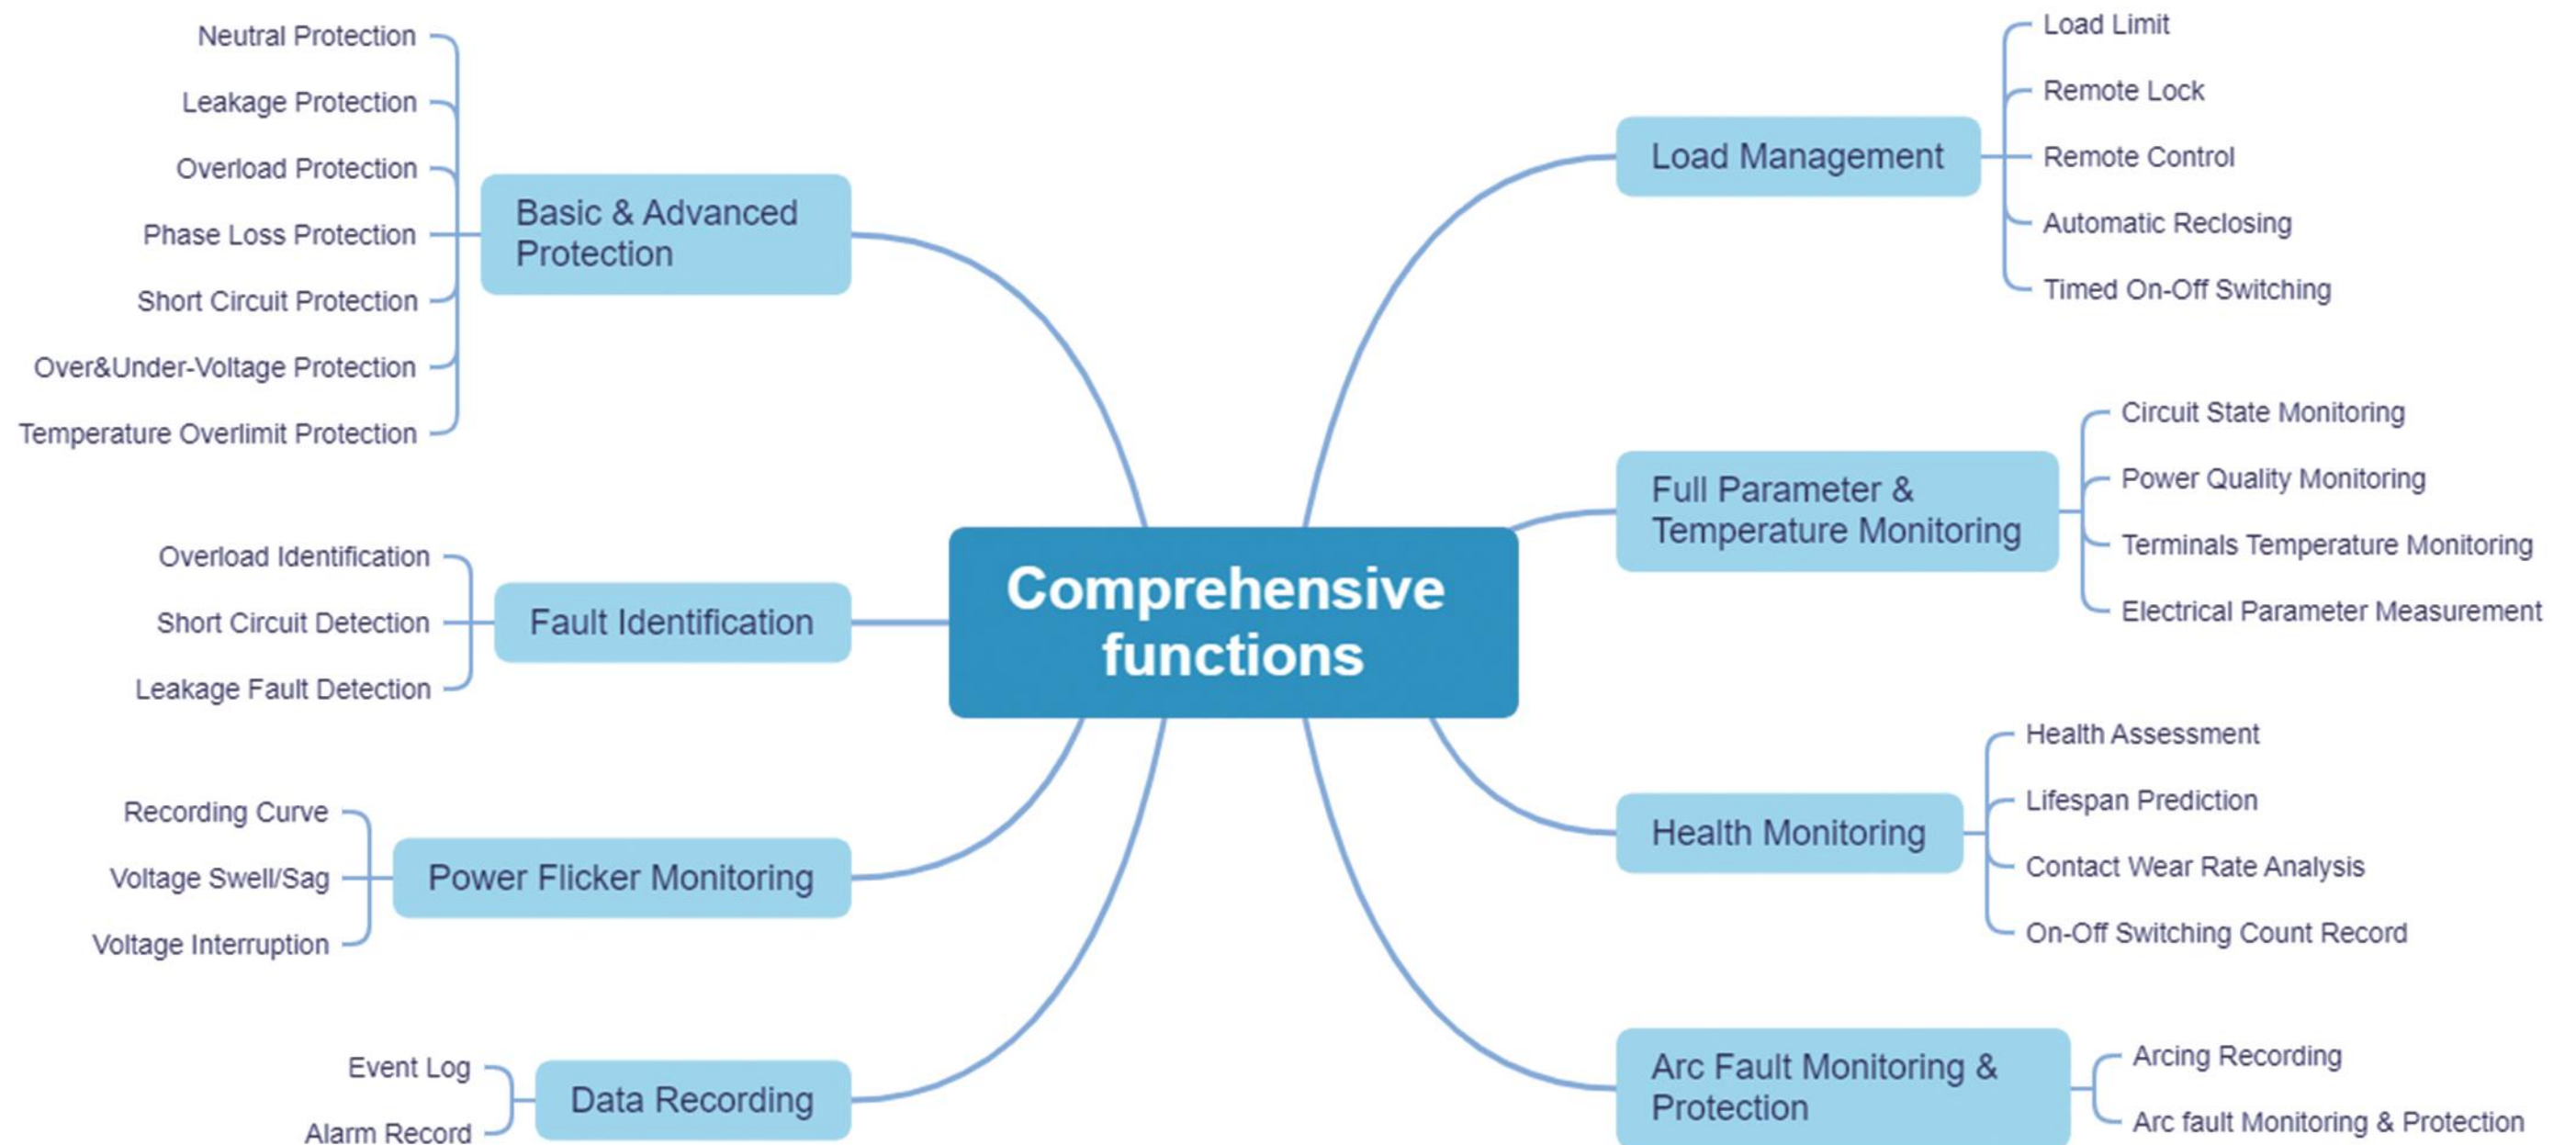 Neutral Protection
Leakage Protection
Overload Protection
Phase Loss Protection
Short Circuit Protection
Over&Under-Voltage Protection
Temperature Overlimit Protection
Basic & Advanced
Protection
Overload Identification
Short Circuit Detection
Leakage Fault Detection
Fault Identification
Recording Curve
Voltage Swell/Sag
Voltage Interruption
Power Flicker Monitoring
Event Log
Alarm Record
Data Recording
Comprehensive
functions
Load Management
Load Limit
Remote Lock
Remote Control
Automatic Reclosing
Timed On-Off Switching
Full Parameter &
Temperature Monitoring
Circuit State Monitoring
Power Quality Monitoring
Terminals Temperature Monitoring
Electrical Parameter Measurement
Health Monitoring
Health Assessment
Lifespan Prediction
Contact Wear Rate Analysis
On-Off Switching Count Record
Arc Fault Monitoring &
Protection
Arcing Recording
Arc fault Monitoring & Protection